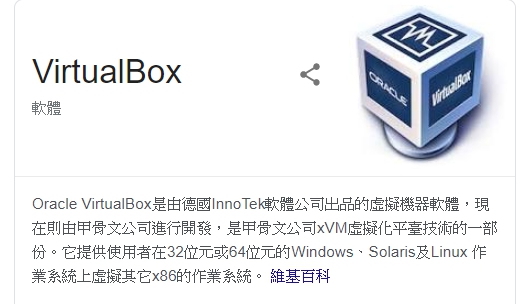 VirtualBox
軟體
ORACLE
VirtualBox
Oracle VirtualBox是由德國InnoTek軟體公司出品的虛擬機器軟體，現
在則由甲骨文公司進行開發，是甲骨文公司xVM虛擬化平臺技術的一部
份。它提供使用者在32位元或64位元的Windows、Solaris及Linux 作
業系統上虛擬其它x86的作業系統。 維基百科